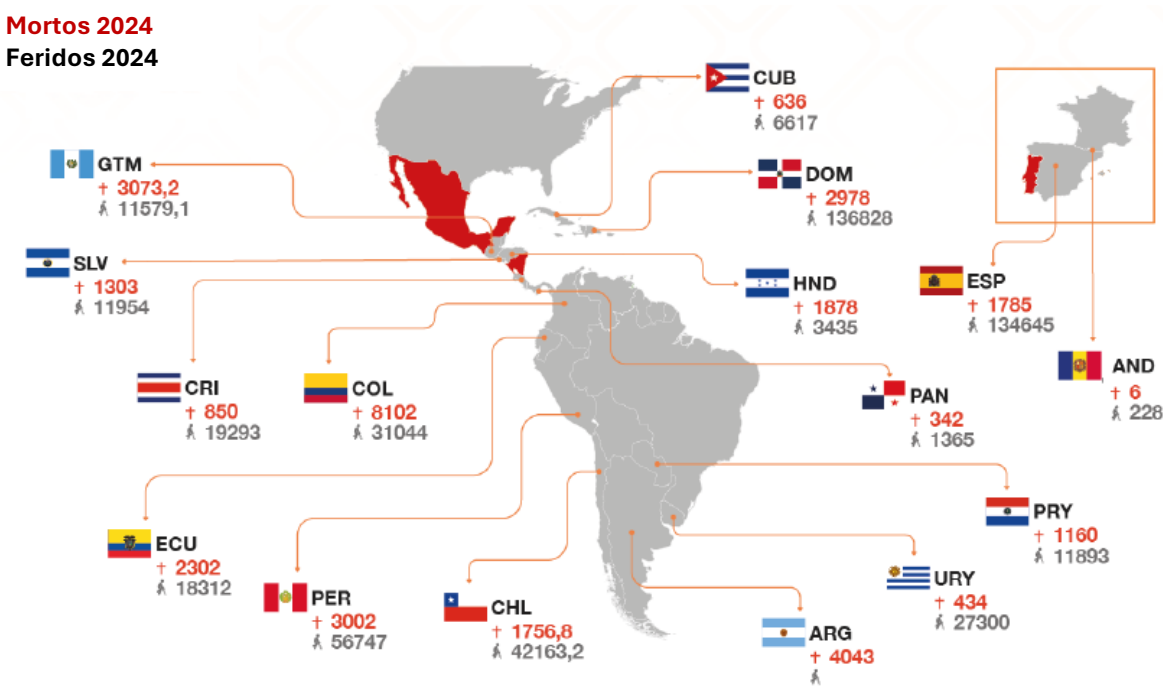 Mortos 2024
Feridos 2024
CUB
† 636
6617
GTM
† 3073,2
11579,1
DOM
† 2978
136828
SLV
† 1303
11954
HND
† 1878
3435
ESP
† 1785
134645
AND
† 6
228
CRI
† 850
19293
COL
† 8102
31044
PAN
† 342
1365
PRY
† 1160
11893
ECU
† 2302
18312
PER
† 3002
56747
CHL
† 1756,8
42163,2
URY
† 434
27300
ARG
† 4043